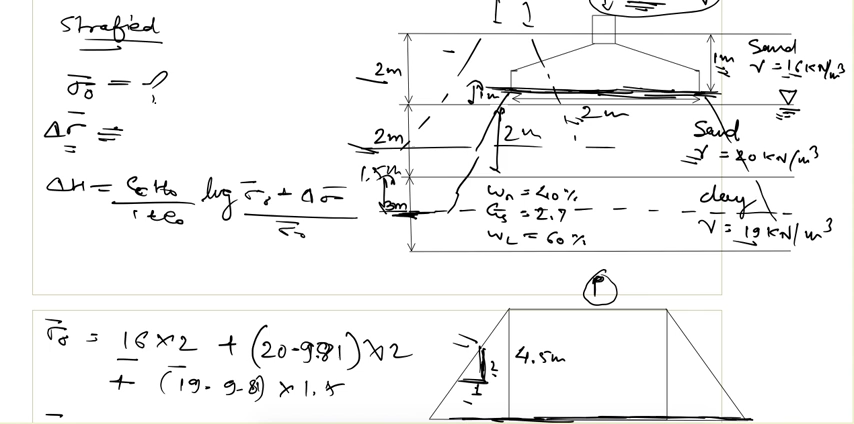 Strafied
σ̄₀ = ?
Δσ̄ =
ΔH = CcH₀ / 1+e₀ log σ̄₀ + Δσ̄ / σ̄₀
2m
1m
Sand
γ = 16 KN/m³
1m
2m
2m
2m
Sand
γ = 20 KN/m³
1.5m
3m
wn = 40%
Gs = 2.7
wL = 60%
clay
γ = 19 KN/m³
P
σ̄₀ = 16×2 + (20-9.81)×2
+ (19-9.8)×1.5
4.5m
2
1